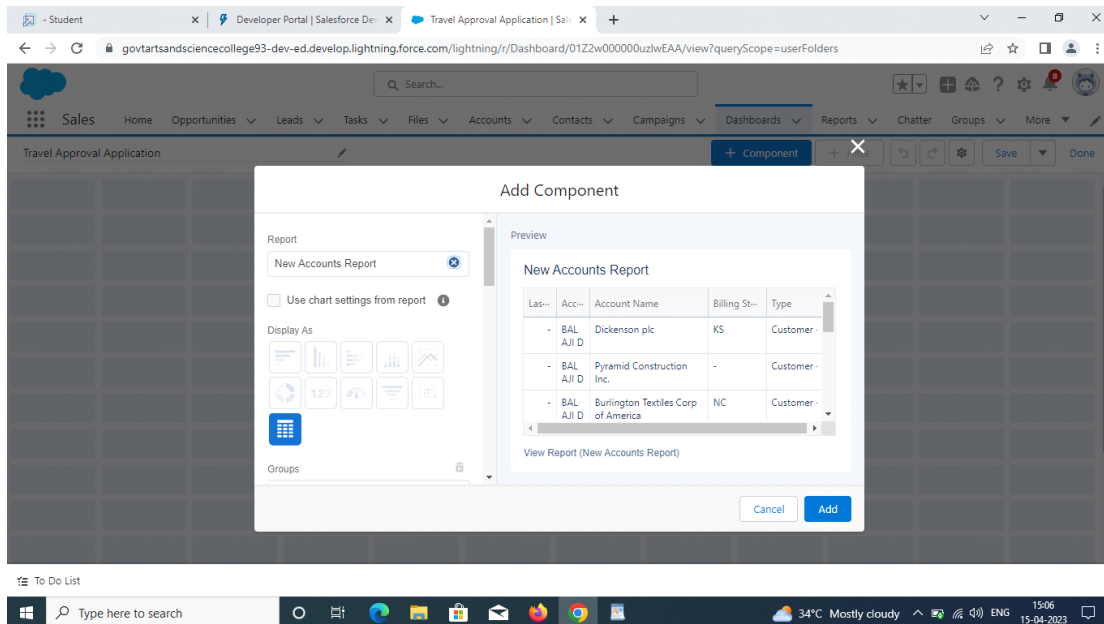 - Student
Developer Portal | Salesforce De
Travel Approval Application | Sale
govtartsandsciencecollege93-dev-ed.develop.lightning.force.com/lightning/r/Dashboard/01Z2w000000uzlwEAA/view?queryScope=userFolders
Search...
8
Sales Home Opportunities Leads Tasks Files Accounts Contacts Campaigns Dashboards Reports Chatter Groups More
Travel Approval Application
+ Component
Save
Done
Add Component
Report
New Accounts Report
Use chart settings from report
Display As
123
Groups
Preview
New Accounts Report
Las... Acc... Account Name Billing St... Type
- BAL Dickenson plc KS Customer -
AJI D
- BAL Pyramid Construction - Customer -
AJI D Inc.
- BAL Burlington Textiles Corp NC Customer -
AJI D of America
View Report (New Accounts Report)
Cancel Add
To Do List
Type here to search
34°C Mostly cloudy
ENG
15:06
15-04-2023